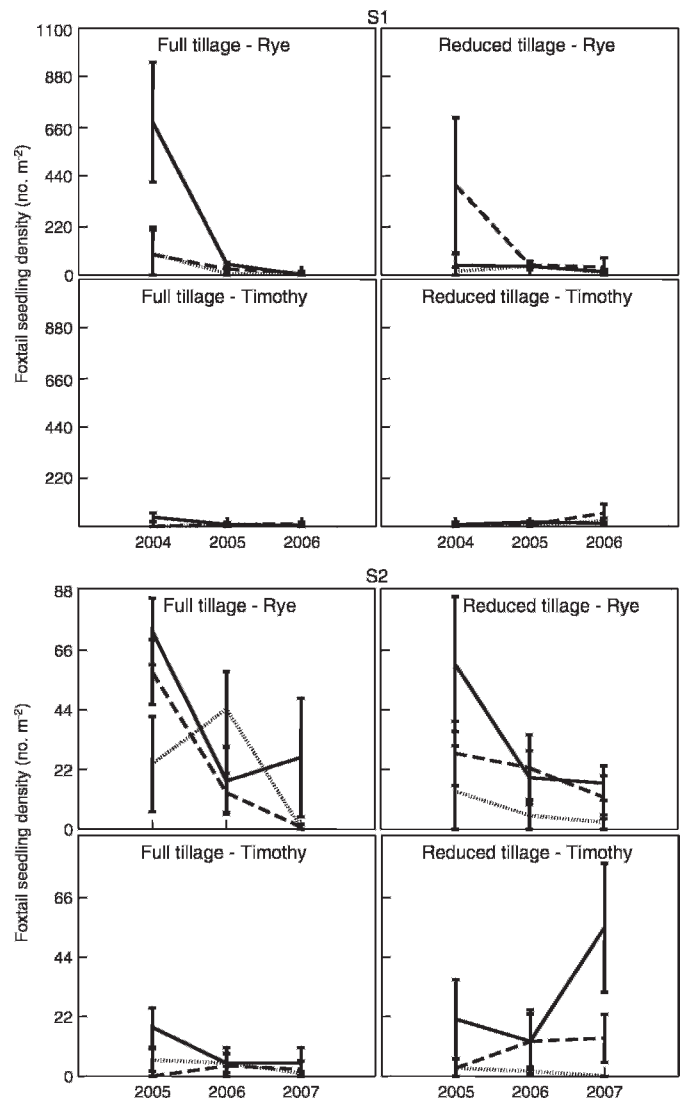 S1
Full tillage - Rye
Reduced tillage - Rye
1100
880
660
440
220
0
Full tillage - Timothy
Reduced tillage - Timothy
880
660
440
220
Foxtail seedling density (no. m-2)
2004 2005 2006
2004 2005 2006
S2
Full tillage - Rye
Reduced tillage - Rye
88
66
44
22
0
Full tillage - Timothy
Reduced tillage - Timothy
66
44
22
0
Foxtail seedling density (no. m-2)
2005 2006 2007
2005 2006 2007